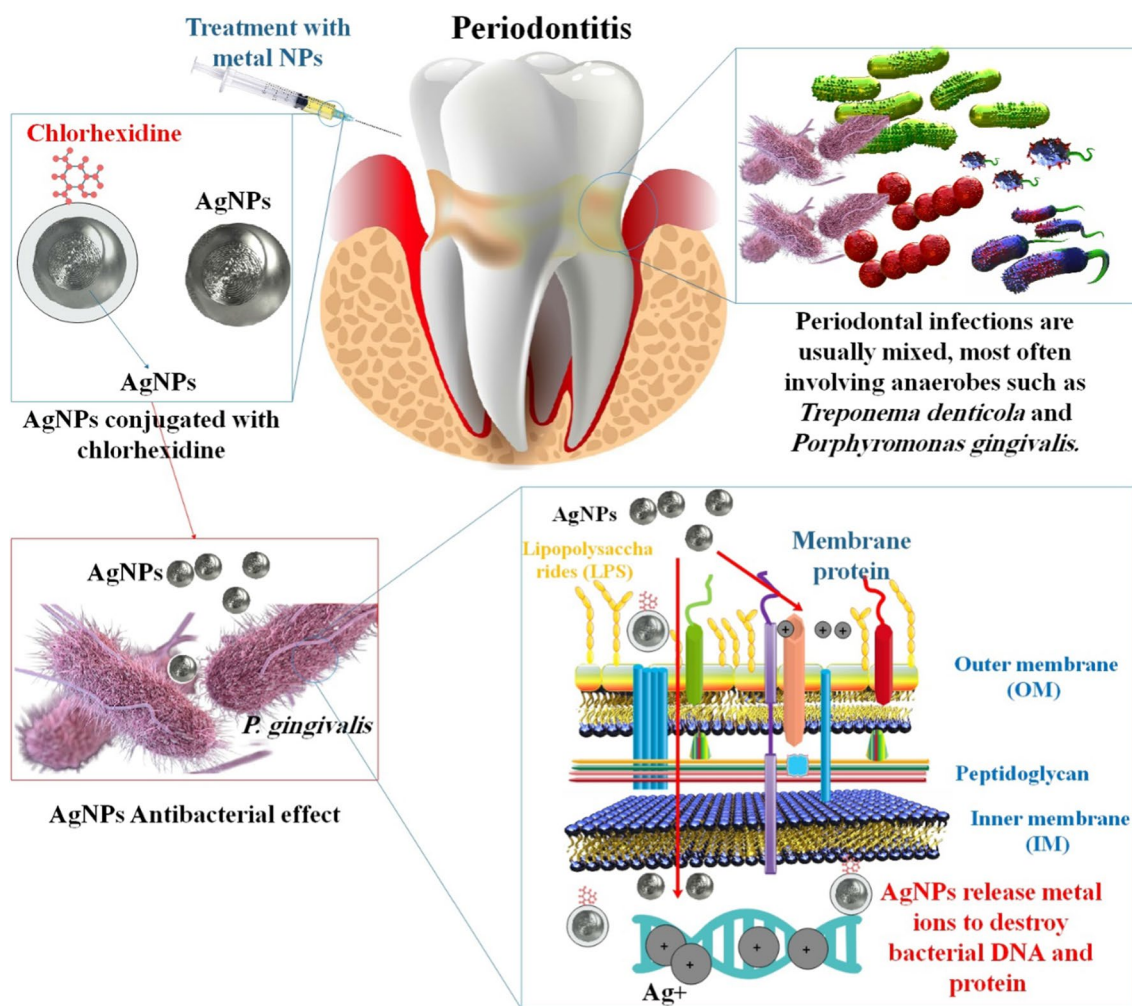 Periodontitis
Treatment with
metal NPs
Chlorhexidine
AgNPs
AgNPs
AgNPs conjugated with
chlorhexidine
Periodontal infections are
usually mixed, most often
involving anaerobes such as
Treponema denticola and
Porphyromonas gingivalis.
AgNPs
P. gingivalis
AgNPs Antibacterial effect
AgNPs
Lipopolysaccha
rides (LPS)
Membrane
protein
+
+
+
Outer membrane
(OM)
Peptidoglycan
Inner membrane
(IM)
AgNPs release metal
ions to destroy
bacterial DNA and
protein
+
+
+
+
Ag+